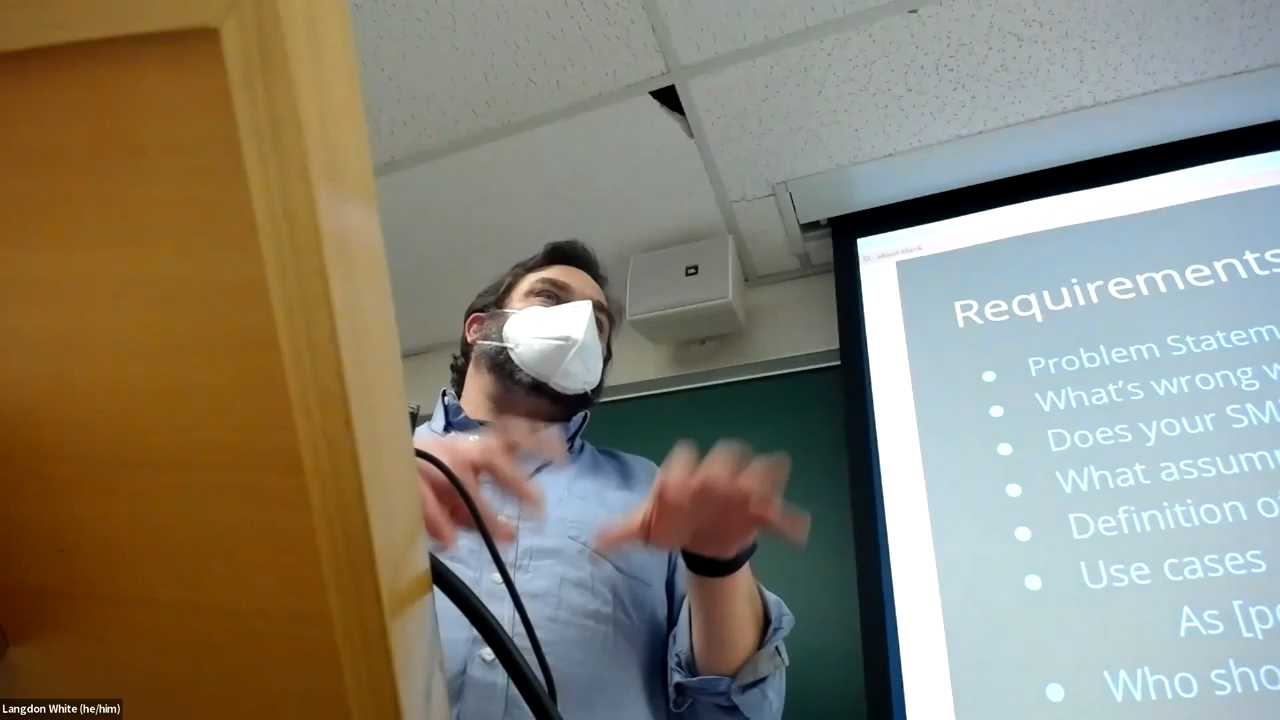 Requirements
Problem Statem
What's wrong w
Does your SM
What assum
Definition o
Use cases
As [pe
Who sho
Langdon White (he/him)